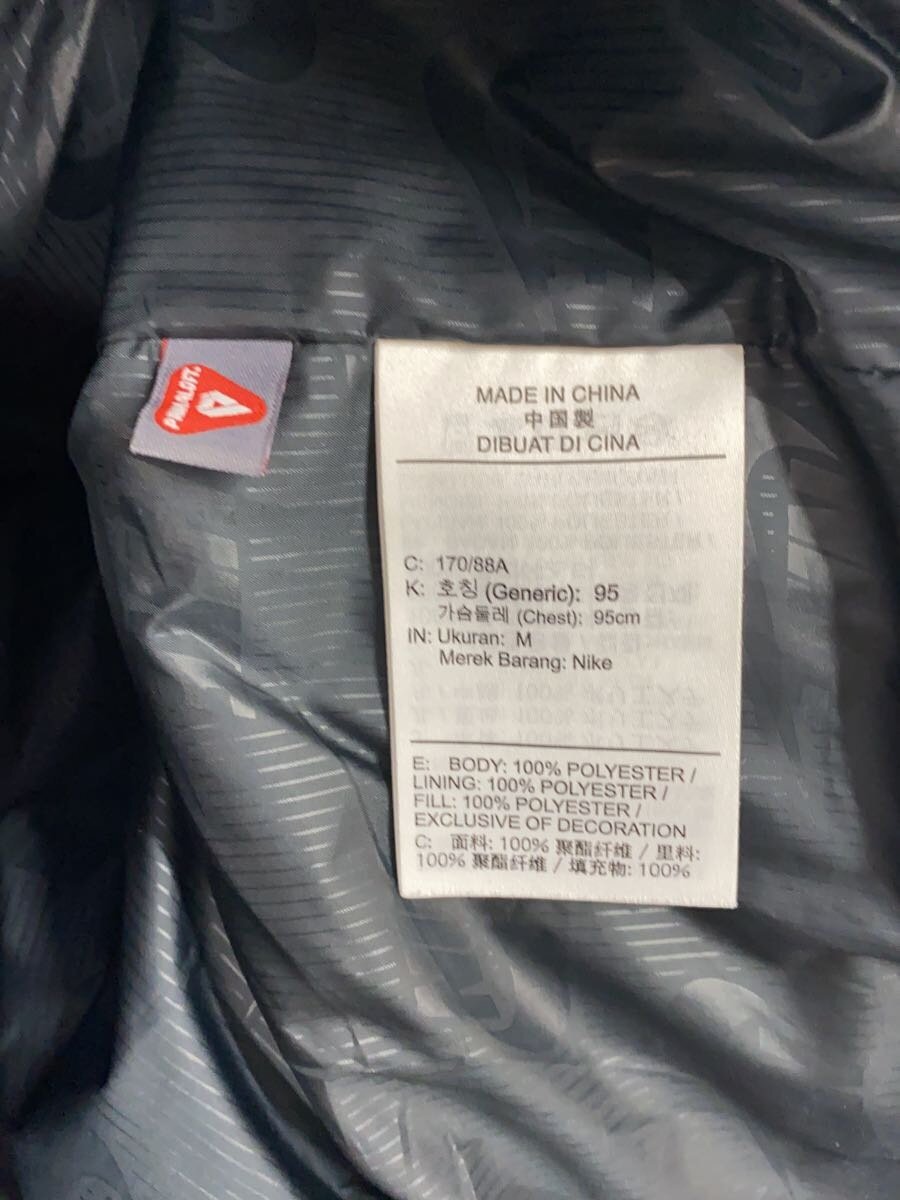 PRIMALOFT.
MADE IN CHINA
中国製
DIBUAT DI CINA
C: 170/88A
K: 호칭 (Generic): 95
가슴둘레 (Chest): 95cm
IN: Ukuran: M
Merek Barang: Nike
E: BODY: 100% POLYESTER /
LINING: 100% POLYESTER /
FILL: 100% POLYESTER /
EXCLUSIVE OF DECORATION
C: 面料: 100% 聚酯纤维 / 里料:
100% 聚酯纤维 / 填充物: 100%